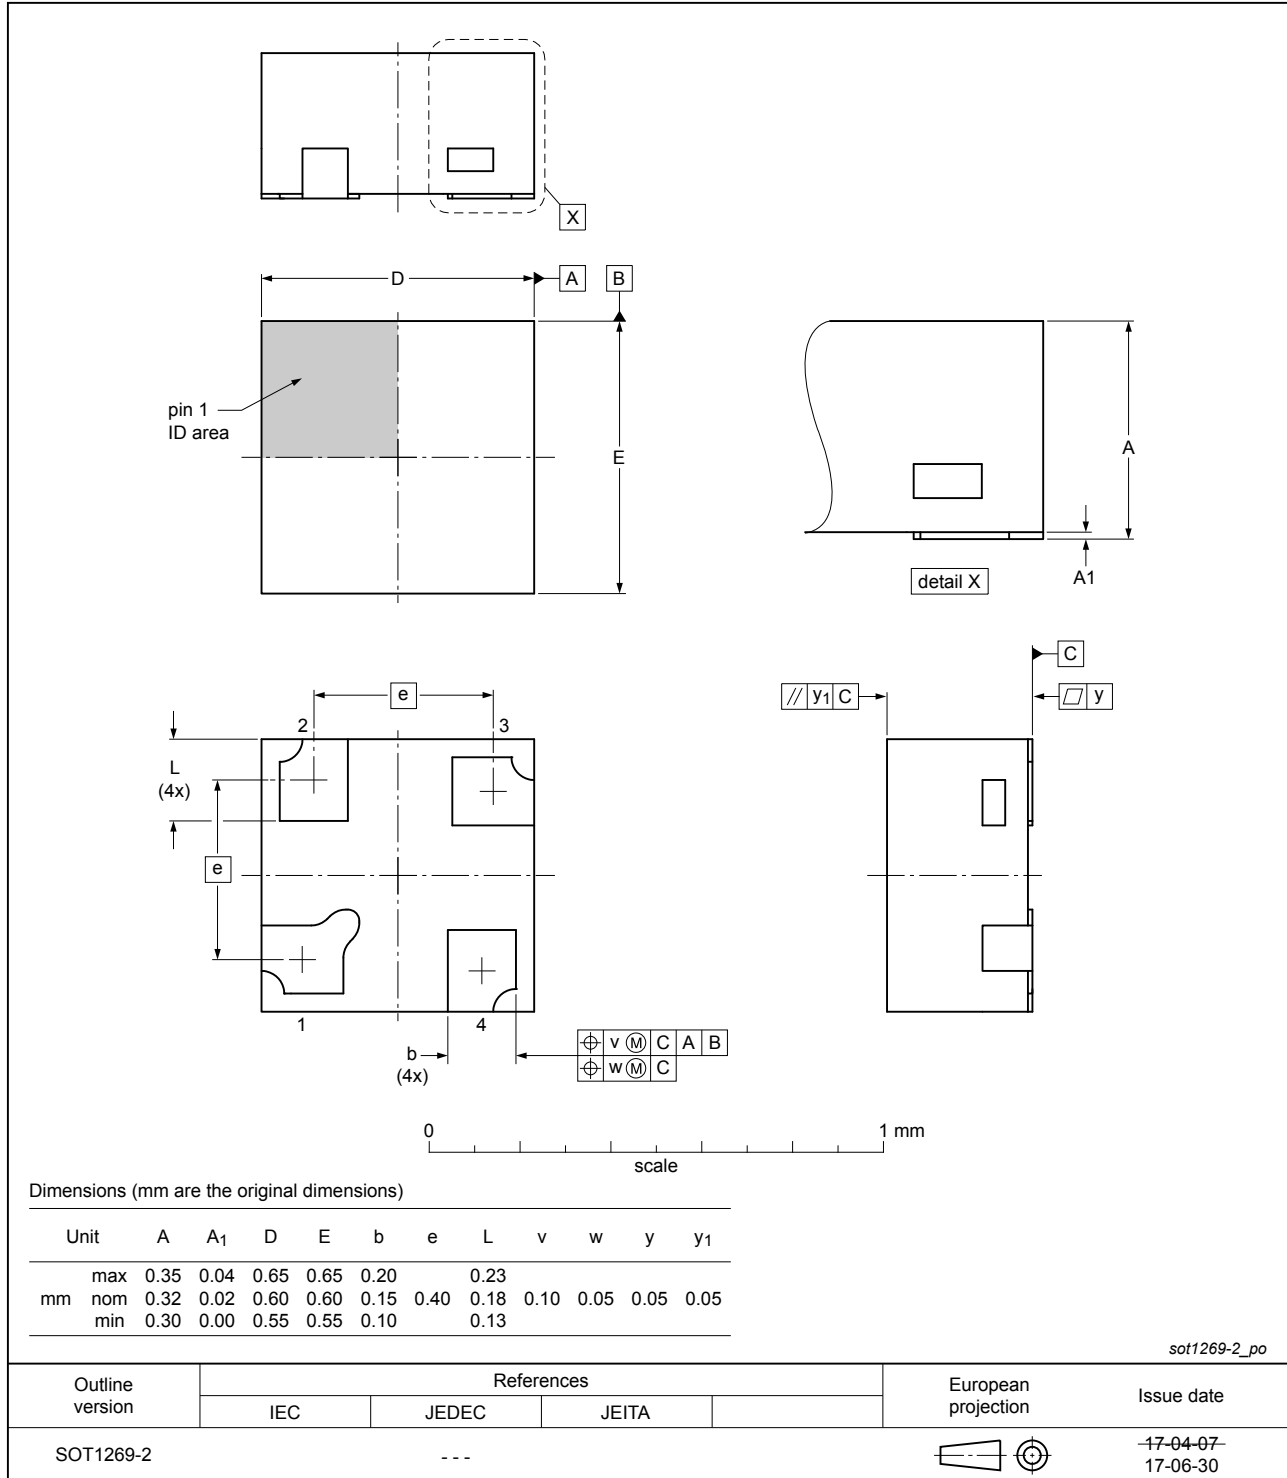 X
D
A
B
pin 1
ID area
E
A
A1
detail X
C
// y1 C
y
e
2
3
L
(4x)
e
1
4
b
(4x)
v M C A B
w M C
0
1 mm
scale
Dimensions (mm are the original dimensions)
Unit A A1 D E b e L v w y y1
max 0.35 0.04 0.65 0.65 0.20 0.23
mm nom 0.32 0.02 0.60 0.60 0.15 0.40 0.18 0.10 0.05 0.05 0.05
min 0.30 0.00 0.55 0.55 0.10 0.13
sot1269-2_po
Outline version
References
European projection
Issue date
IEC JEDEC JEITA
SOT1269-2
- - -
17-04-07
17-06-30